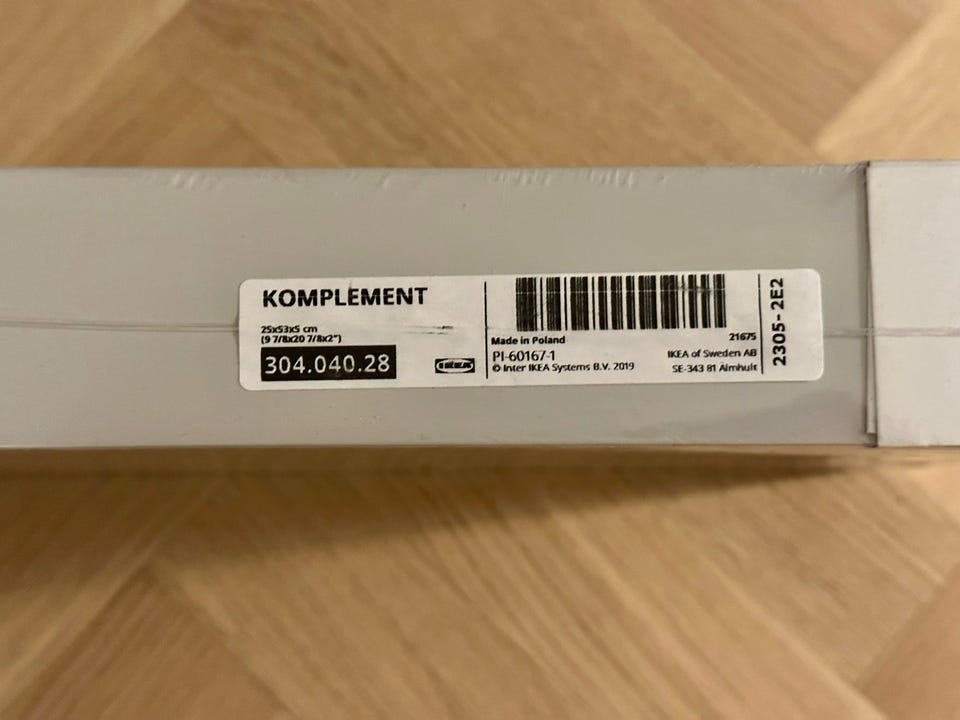 KOMPLEMENT
25x53x5 cm
(9 7/8x20 7/8x2")
304.040.28
IKEA
Made in Poland
21675
PI-60167-1
IKEA of Sweden AB
© Inter IKEA Systems B.V. 2019
SE-343 81 Älmhult
2305- 2E2